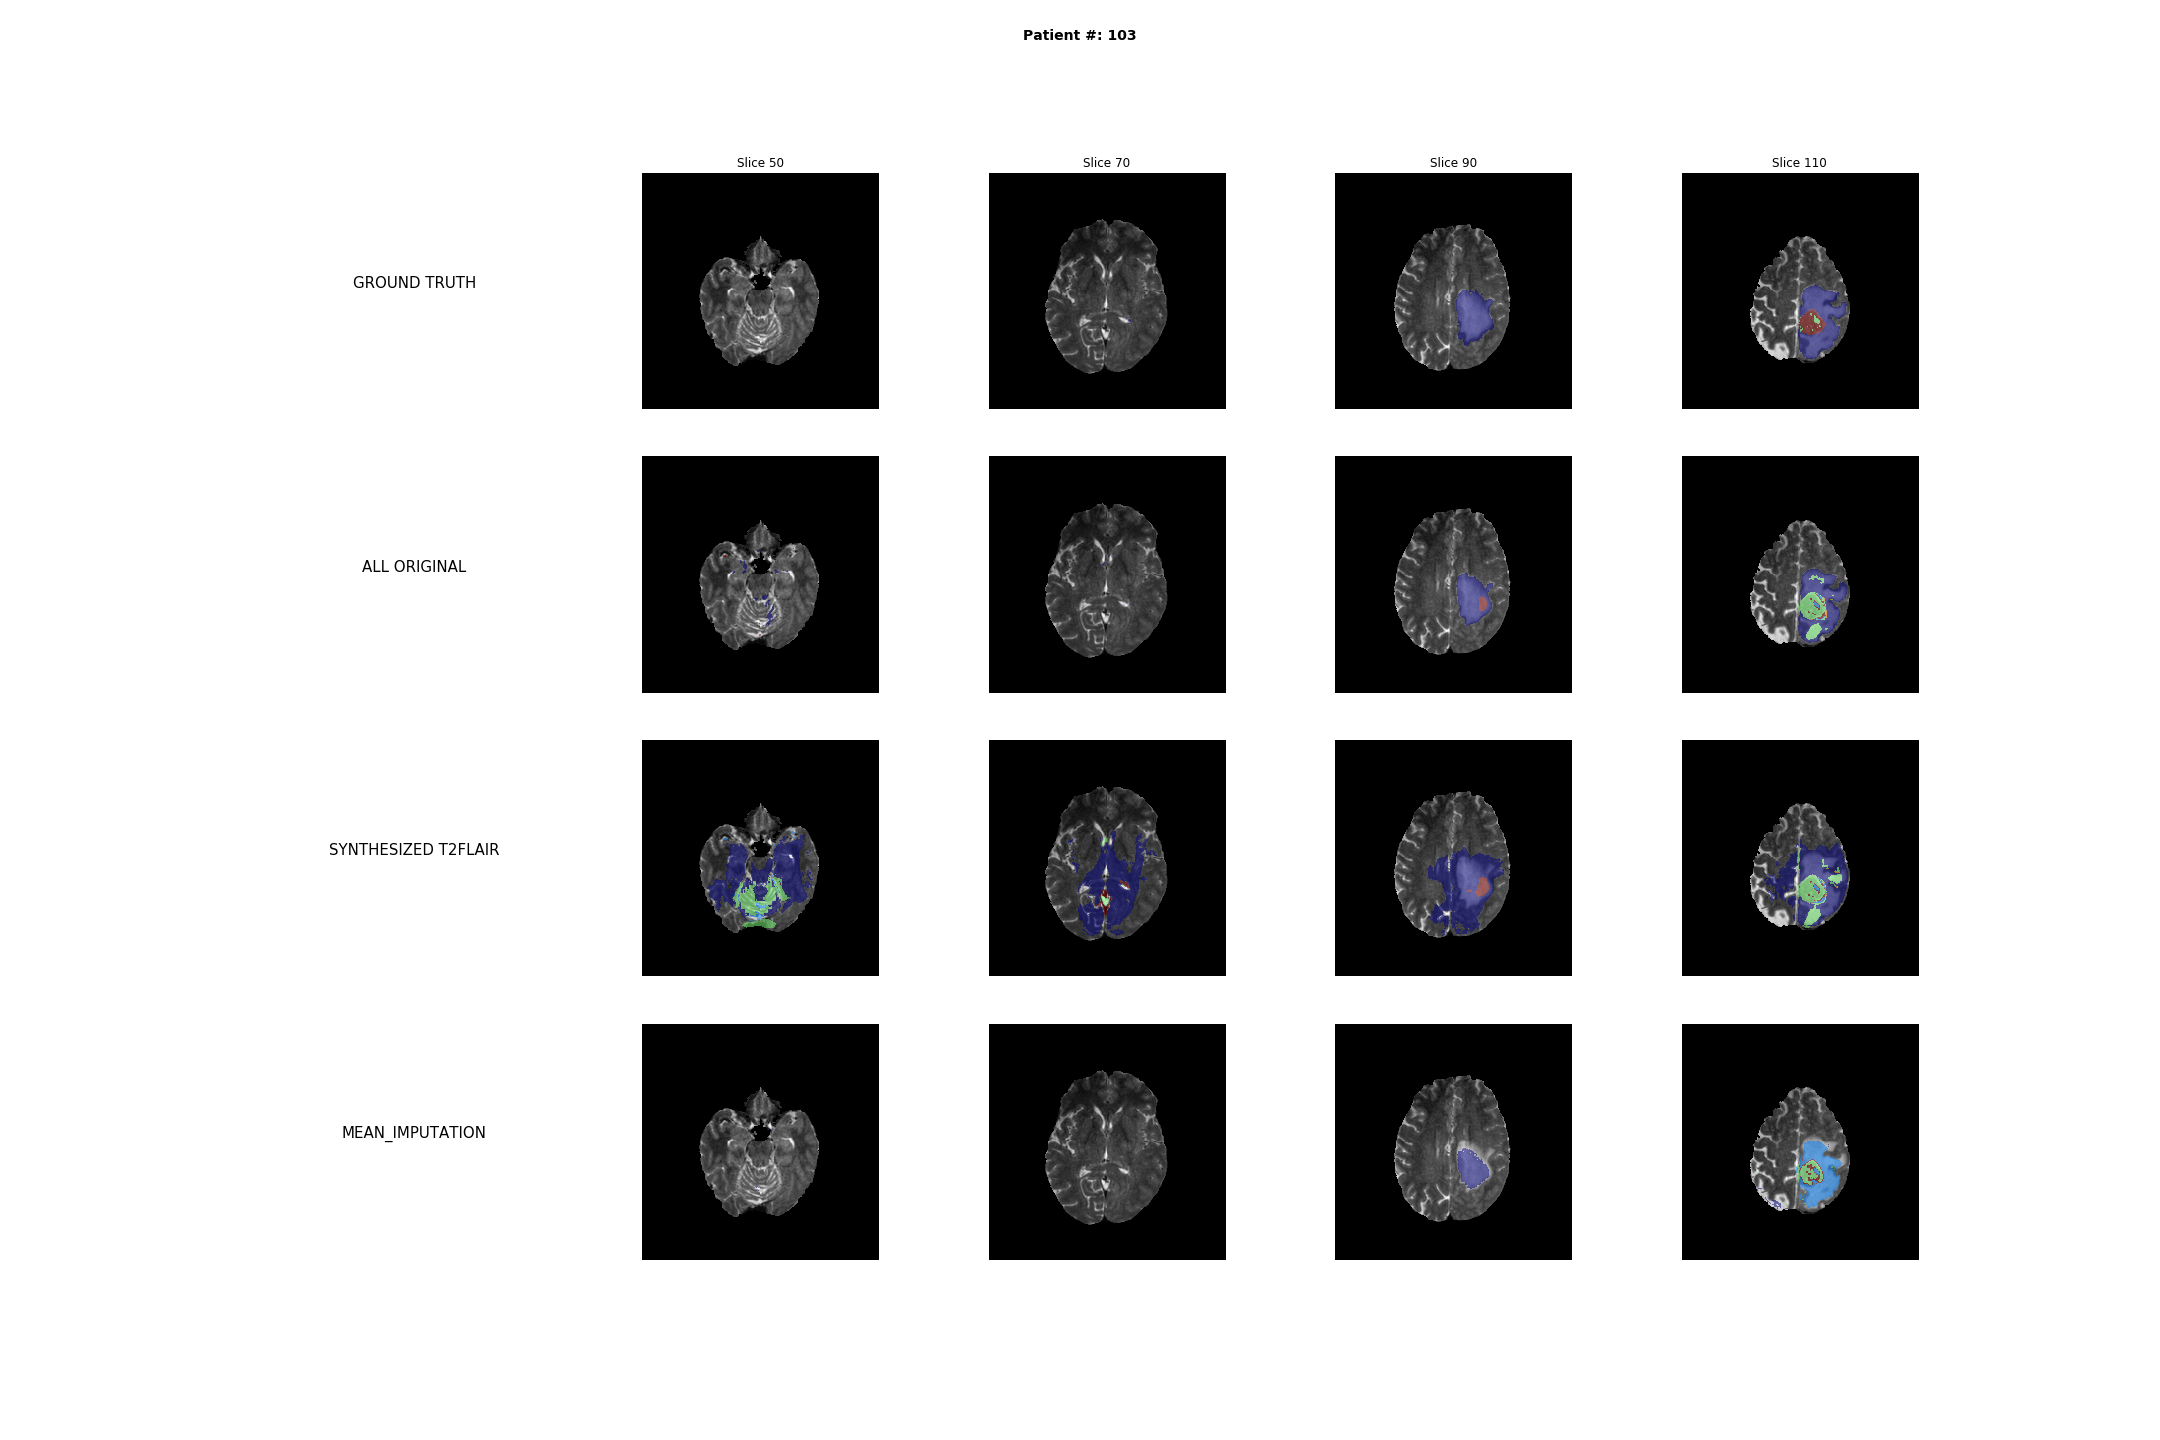 Patient #: 103
Slice 50
Slice 70
Slice 90
Slice 110
GROUND TRUTH
ALL ORIGINAL
SYNTHESIZED T2FLAIR
MEAN_IMPUTATION